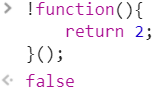 > !function(){
    return 2;
}();
< false